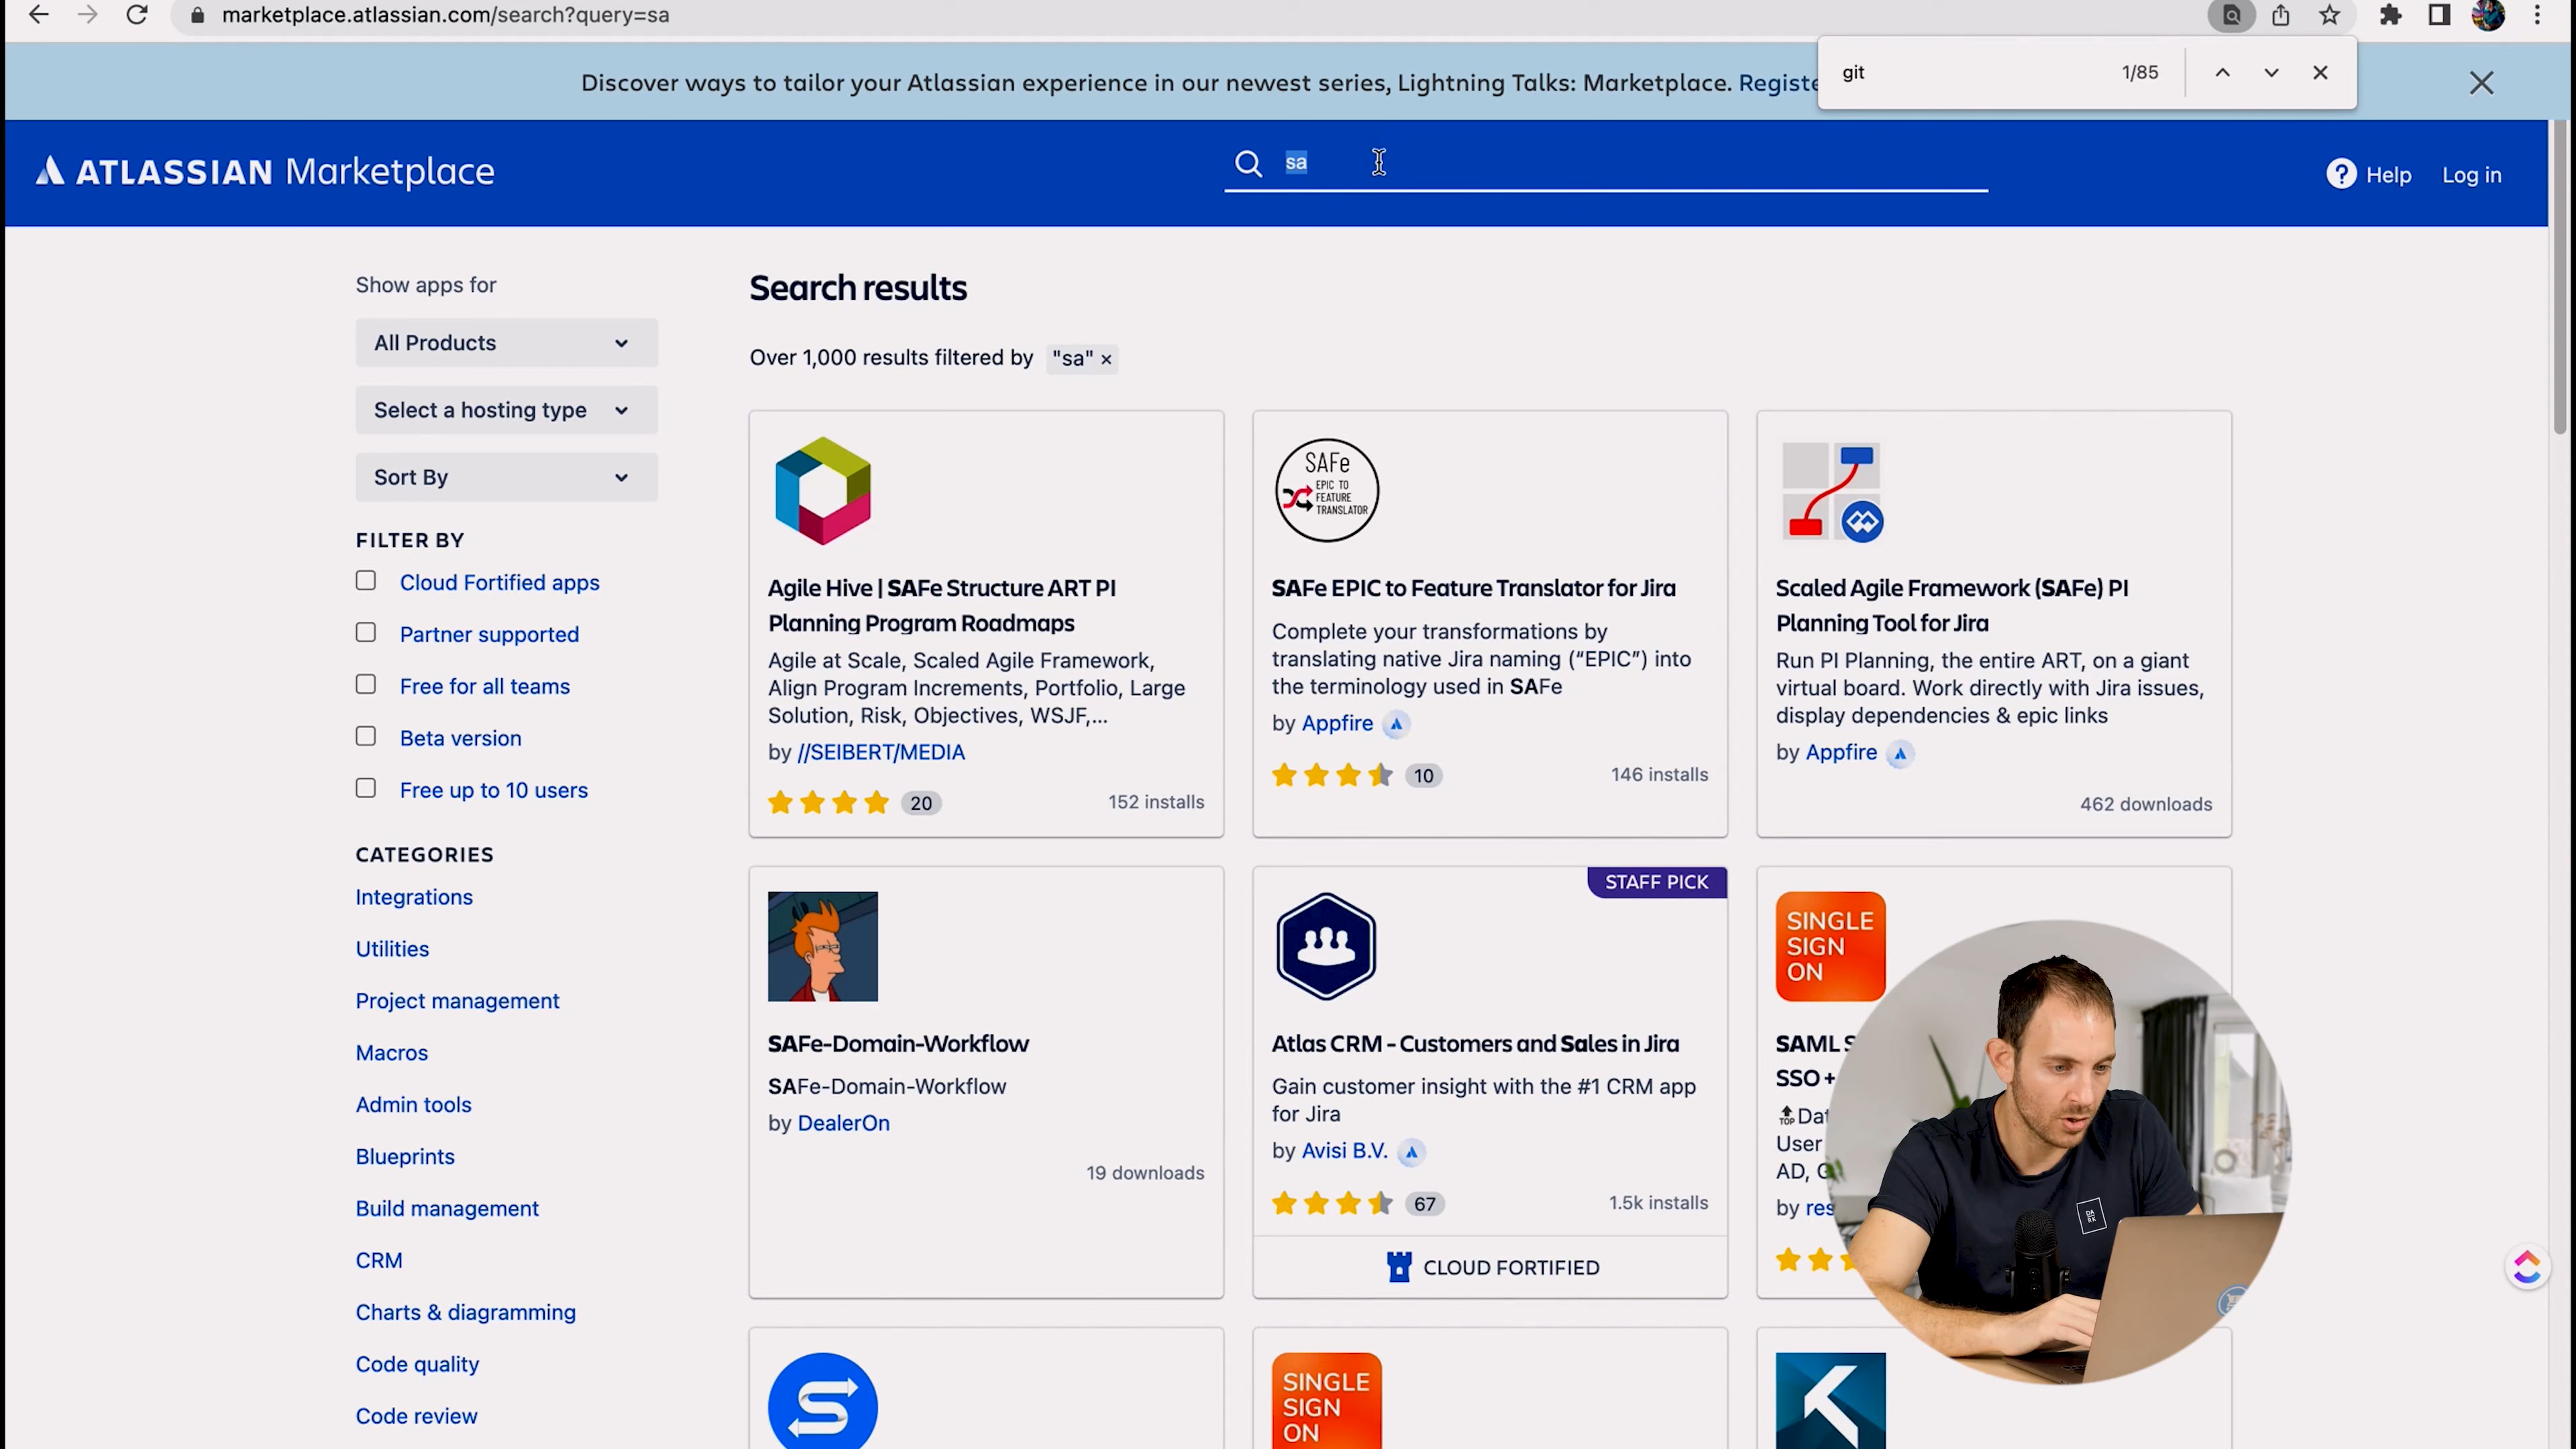 marketplace.atlassian.com/search?query=sa
git 1/85
Discover ways to tailor your Atlassian experience in our newest series, Lightning Talks: Marketplace. Registe
ATLASSIAN Marketplace
sa
Help
Log in
Show apps for
All Products
Select a hosting type
Sort By
FILTER BY
Cloud Fortified apps
Partner supported
Free for all teams
Beta version
Free up to 10 users
CATEGORIES
Integrations
Utilities
Project management
Macros
Admin tools
Blueprints
Build management
CRM
Charts & diagramming
Code quality
Code review
Search results
Over 1,000 results filtered by "sa" ×
Agile Hive | SAFe Structure ART PI
Planning Program Roadmaps
Agile at Scale, Scaled Agile Framework,
Align Program Increments, Portfolio, Large
Solution, Risk, Objectives, WSJF,...
by //SEIBERT/MEDIA
20 152 installs
SAFe
EPIC TO
FEATURE
TRANSLATOR
SAFe EPIC to Feature Translator for Jira
Complete your transformations by
translating native Jira naming (“EPIC”) into
the terminology used in SAFe
by Appfire
10 146 installs
Scaled Agile Framework (SAFe) PI
Planning Tool for Jira
Run PI Planning, the entire ART, on a giant
virtual board. Work directly with Jira issues,
display dependencies & epic links
by Appfire
462 downloads
SAFe-Domain-Workflow
SAFe-Domain-Workflow
by DealerOn
19 downloads
STAFF PICK
Atlas CRM - Customers and Sales in Jira
Gain customer insight with the #1 CRM app
for Jira
by Avisi B.V.
67 1.5k installs
CLOUD FORTIFIED
SINGLE
SIGN
ON
SAML S
SSO +
TOP Dat
User
AD,
by res
S
SINGLE
SIGN
ON